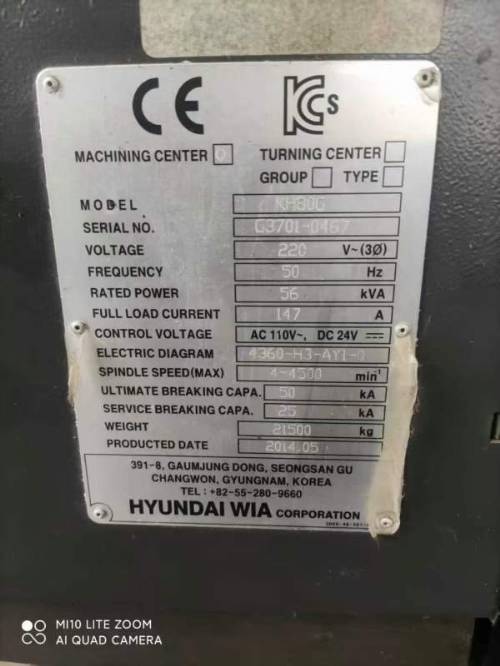 CE
KCs
MACHINING CENTER
TURNING CENTER
GROUP TYPE
MODEL
SERIAL NO. G3701-0467
VOLTAGE 220 V~(3Ø)
FREQUENCY 50 Hz
RATED POWER 56 kVA
FULL LOAD CURRENT 147 A
CONTROL VOLTAGE AC 110V~, DC 24V
ELECTRIC DIAGRAM
SPINDLE SPEED(MAX) 4-4500 min⁻¹
ULTIMATE BREAKING CAPA. 50 kA
SERVICE BREAKING CAPA. 25 kA
WEIGHT 21500 kg
PRODUCTED DATE 2014.05
391-8, GAUMJUNG DONG, SEONGSAN GU
CHANGWON, GYUNGNAM, KOREA
TEL : +82-55-280-9660
HYUNDAI WIA CORPORATION
MI10 LITE ZOOM
AI QUAD CAMERA